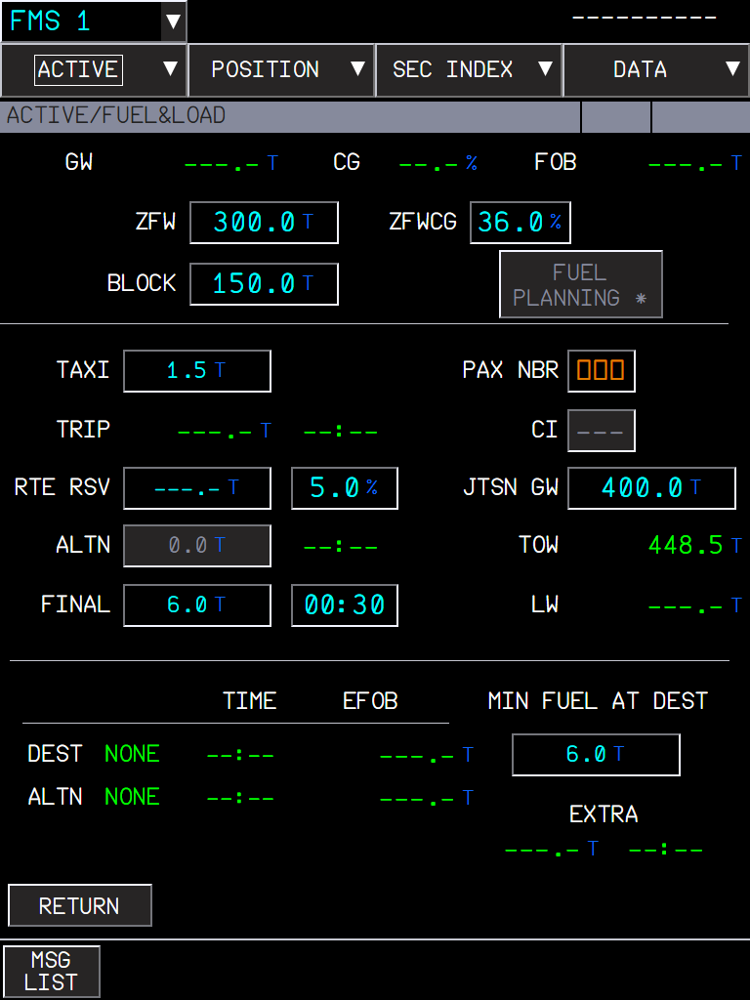 FMS 1 ▼ ----------
ACTIVE ▼ POSITION ▼ SEC INDEX ▼ DATA ▼
ACTIVE/FUEL&LOAD
GW ---.- T CG --.- % FOB ---.- T
ZFW 300.0 T ZFWCG 36.0 %
BLOCK 150.0 T
FUEL
PLANNING *
TAXI 1.5 T PAX NBR ▯▯▯
TRIP ---.- T --:-- CI ---
RTE RSV ---.- T 5.0 % JTSN GW 400.0 T
ALTN 0.0 T --:-- TOW 448.5 T
FINAL 6.0 T 00:30 LW ---.- T
TIME EFOB MIN FUEL AT DEST
DEST NONE --:-- ---.- T 6.0 T
ALTN NONE --:-- ---.- T
EXTRA
---.- T --:--
RETURN
MSG
LIST